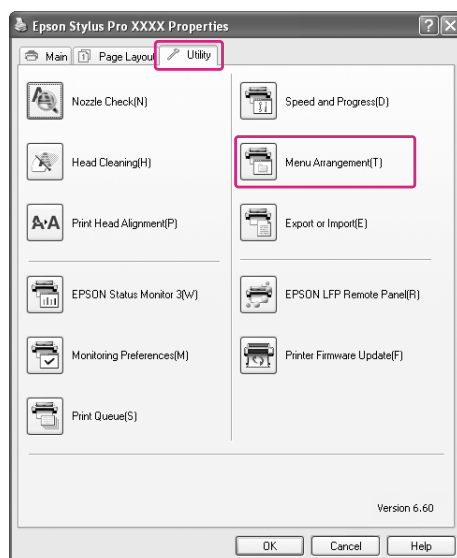 Epson Stylus Pro XXXX Properties
Main
Page Layout
Utility
Nozzle Check(N)
Speed and Progress(D)
Head Cleaning(H)
Menu Arrangement(T)
A‧A
Print Head Alignment(P)
Export or Import(E)
EPSON Status Monitor 3(W)
EPSON LFP Remote Panel(R)
Monitoring Preferences(M)
Printer Firmware Update(F)
Print Queue(S)
Version 6.60
OK
Cancel
Help